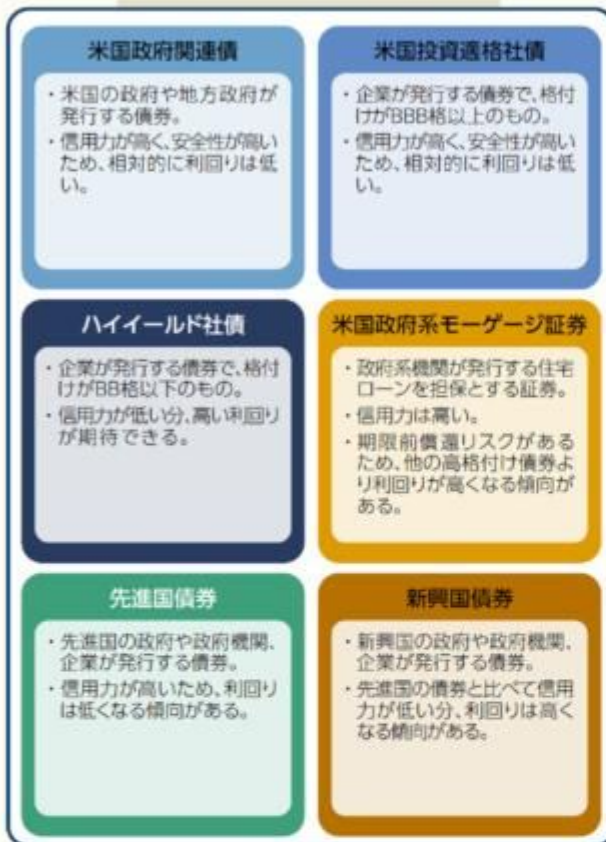 米国政府関連債
・米国の政府や地方政府が
発行する債券。
・信用力が高く、安全性が高い
ため、相対的に利回りは低
い。
米国投資適格社債
・企業が発行する債券で、格付
けがBBB格以上のもの。
・信用力が高く、安全性が高い
ため、相対的に利回りは低
い。
ハイイールド社債
・企業が発行する債券で、格付
けがBB格以下のもの。
・信用力が低い分、高い利回り
が期待できる。
米国政府系モーゲージ証券
・政府系機関が発行する住宅
ローンを担保とする証券。
・信用力は高い。
・期限前償還リスクがある
ため、他の高格付け債券よ
り利回りが高くなる傾向が
ある。
先進国債券
・先進国の政府や政府機関、
企業が発行する債券。
・信用力が高いため、利回り
は低くなる傾向がある。
新興国債券
・新興国の政府や政府機関、
企業が発行する債券。
・先進国の債券と比べて信用
力が低い分、利回りは高く
なる傾向がある。